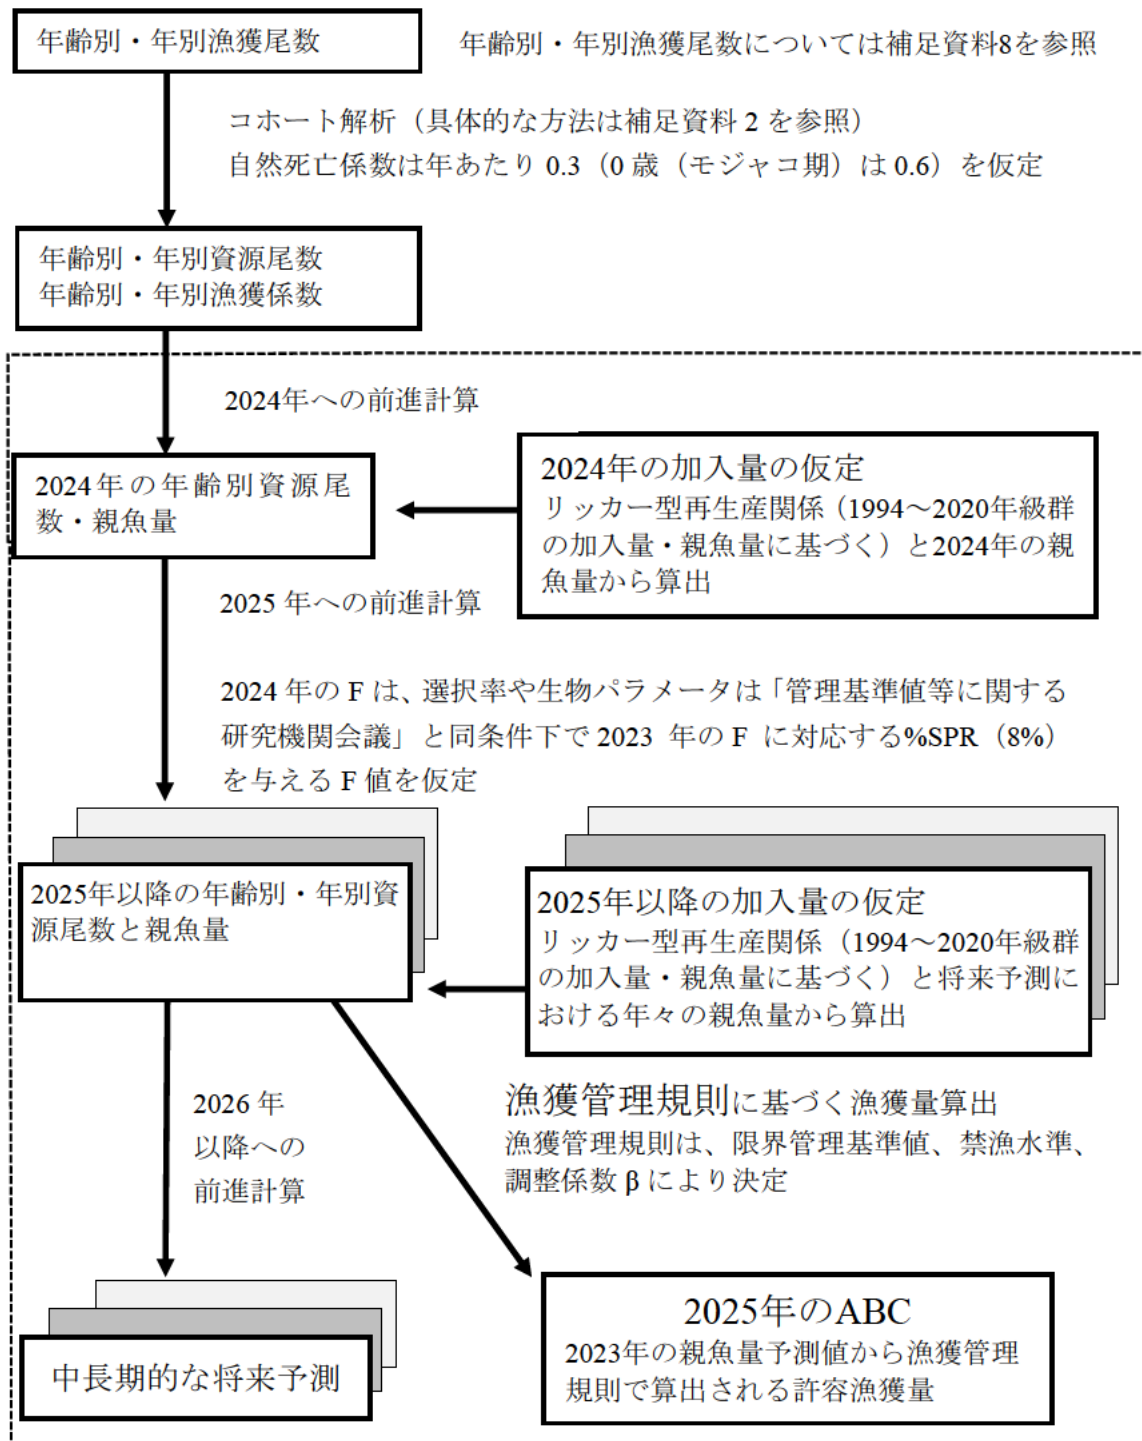 年齢別・年別漁獲尾数
年齢別・年別漁獲尾数については補足資料8を参照
コホート解析（具体的な方法は補足資料 2 を参照）
自然死亡係数は年あたり 0.3（0 歳（モジャコ期）は 0.6）を仮定
年齢別・年別資源尾数
年齢別・年別漁獲係数
2024年への前進計算
2024年の年齢別資源尾
数・親魚量
2024年の加入量の仮定
リッカー型再生産関係（1994～2020年級群
の加入量・親魚量に基づく）と2024年の親
魚量から算出
2025 年への前進計算
2024 年の F は、選択率や生物パラメータは「管理基準値等に関する
研究機関会議」と同条件下で 2023 年の F に対応する%SPR（8%）
を与える F 値を仮定
2025年以降の年齢別・年別資
源尾数と親魚量
2025年以降の加入量の仮定
リッカー型再生産関係（1994～2020年級群
の加入量・親魚量に基づく）と将来予測に
おける年々の親魚量から算出
2026 年
以降への
前進計算
漁獲管理規則に基づく漁獲量算出
漁獲管理規則は、限界管理基準値、禁漁水準、
調整係数 β により決定
中長期的な将来予測
2025年のABC
2023年の親魚量予測値から漁獲管理
規則で算出される許容漁獲量